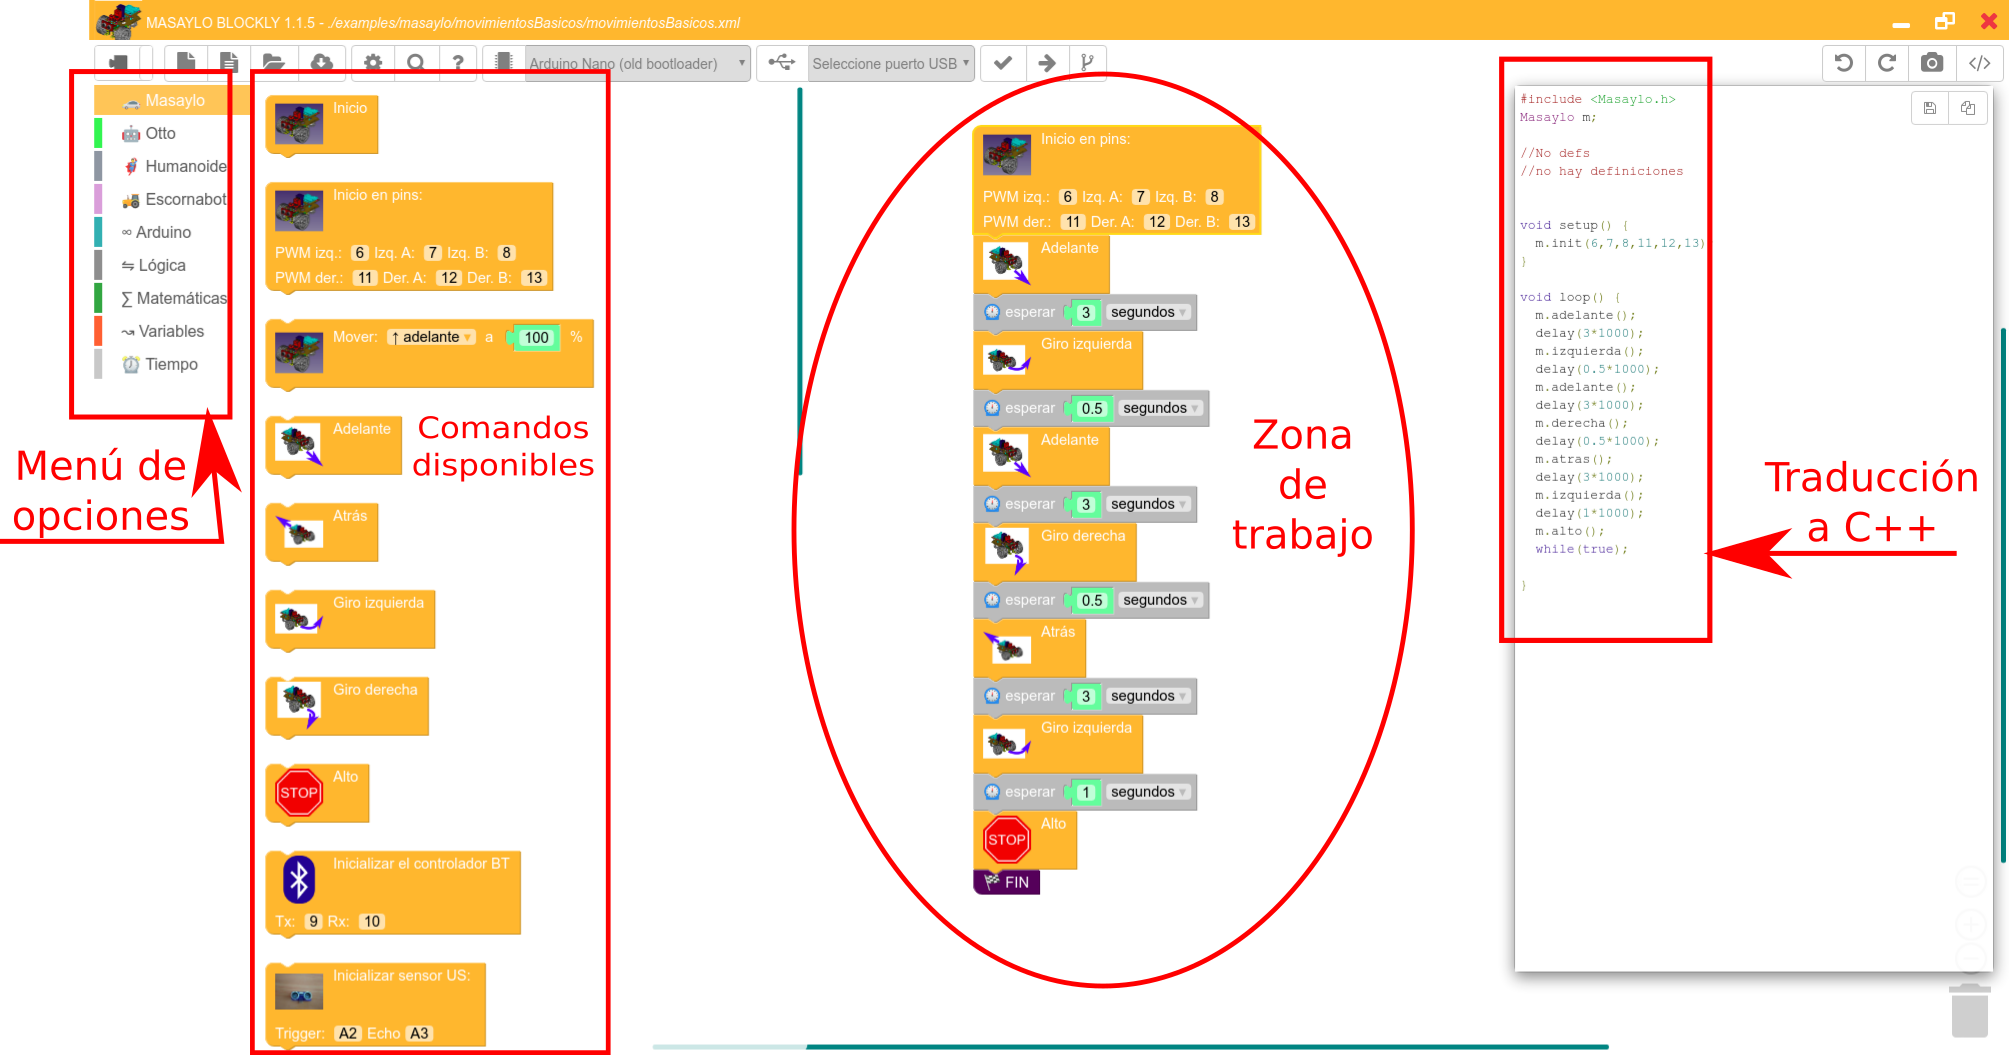 MASAYLO BLOCKLY 1.1.5 - ./examples/masaylo/movimientosBasicos/movimientosBasicos.xml
?
Arduino Nano (old bootloader)
Seleccione puerto USB
</>
Masaylo
Otto
Humanoide
Escornabot
∞ Arduino
⇋ Lógica
∑ Matemáticas
↝ Variables
Tiempo
Menú de
opciones
Inicio
Inicio en pins:
PWM izq.: 6 Izq. A: 7 Izq. B: 8
PWM der.: 11 Der. A: 12 Der. B: 13
Mover: ↑ adelante a 100 %
Adelante
Comandos
disponibles
Atrás
Giro izquierda
Giro derecha
STOP
Alto
Inicializar el controlador BT
Tx: 9 Rx: 10
Inicializar sensor US:
Trigger: A2 Echo A3
Inicio en pins:
PWM izq.: 6 Izq. A: 7 Izq. B: 8
PWM der.: 11 Der. A: 12 Der. B: 13
Adelante
esperar 3 segundos
Giro izquierda
esperar 0.5 segundos
Adelante
esperar 3 segundos
Giro derecha
esperar 0.5 segundos
Atrás
esperar 3 segundos
Giro izquierda
esperar 1 segundos
Alto
STOP
FIN
Zona
de
trabajo
#include <Masaylo.h>
Masaylo m;
//No defs
//no hay definiciones
void setup() {
m.init(6,7,8,11,12,13)
}
void loop() {
m.adelante();
delay(3*1000);
m.izquierda();
delay(0.5*1000);
m.adelante();
delay(3*1000);
m.derecha();
delay(0.5*1000);
m.atras();
delay(3*1000);
m.izquierda();
delay(1*1000);
m.alto();
while(true);
}
Traducción
a C++